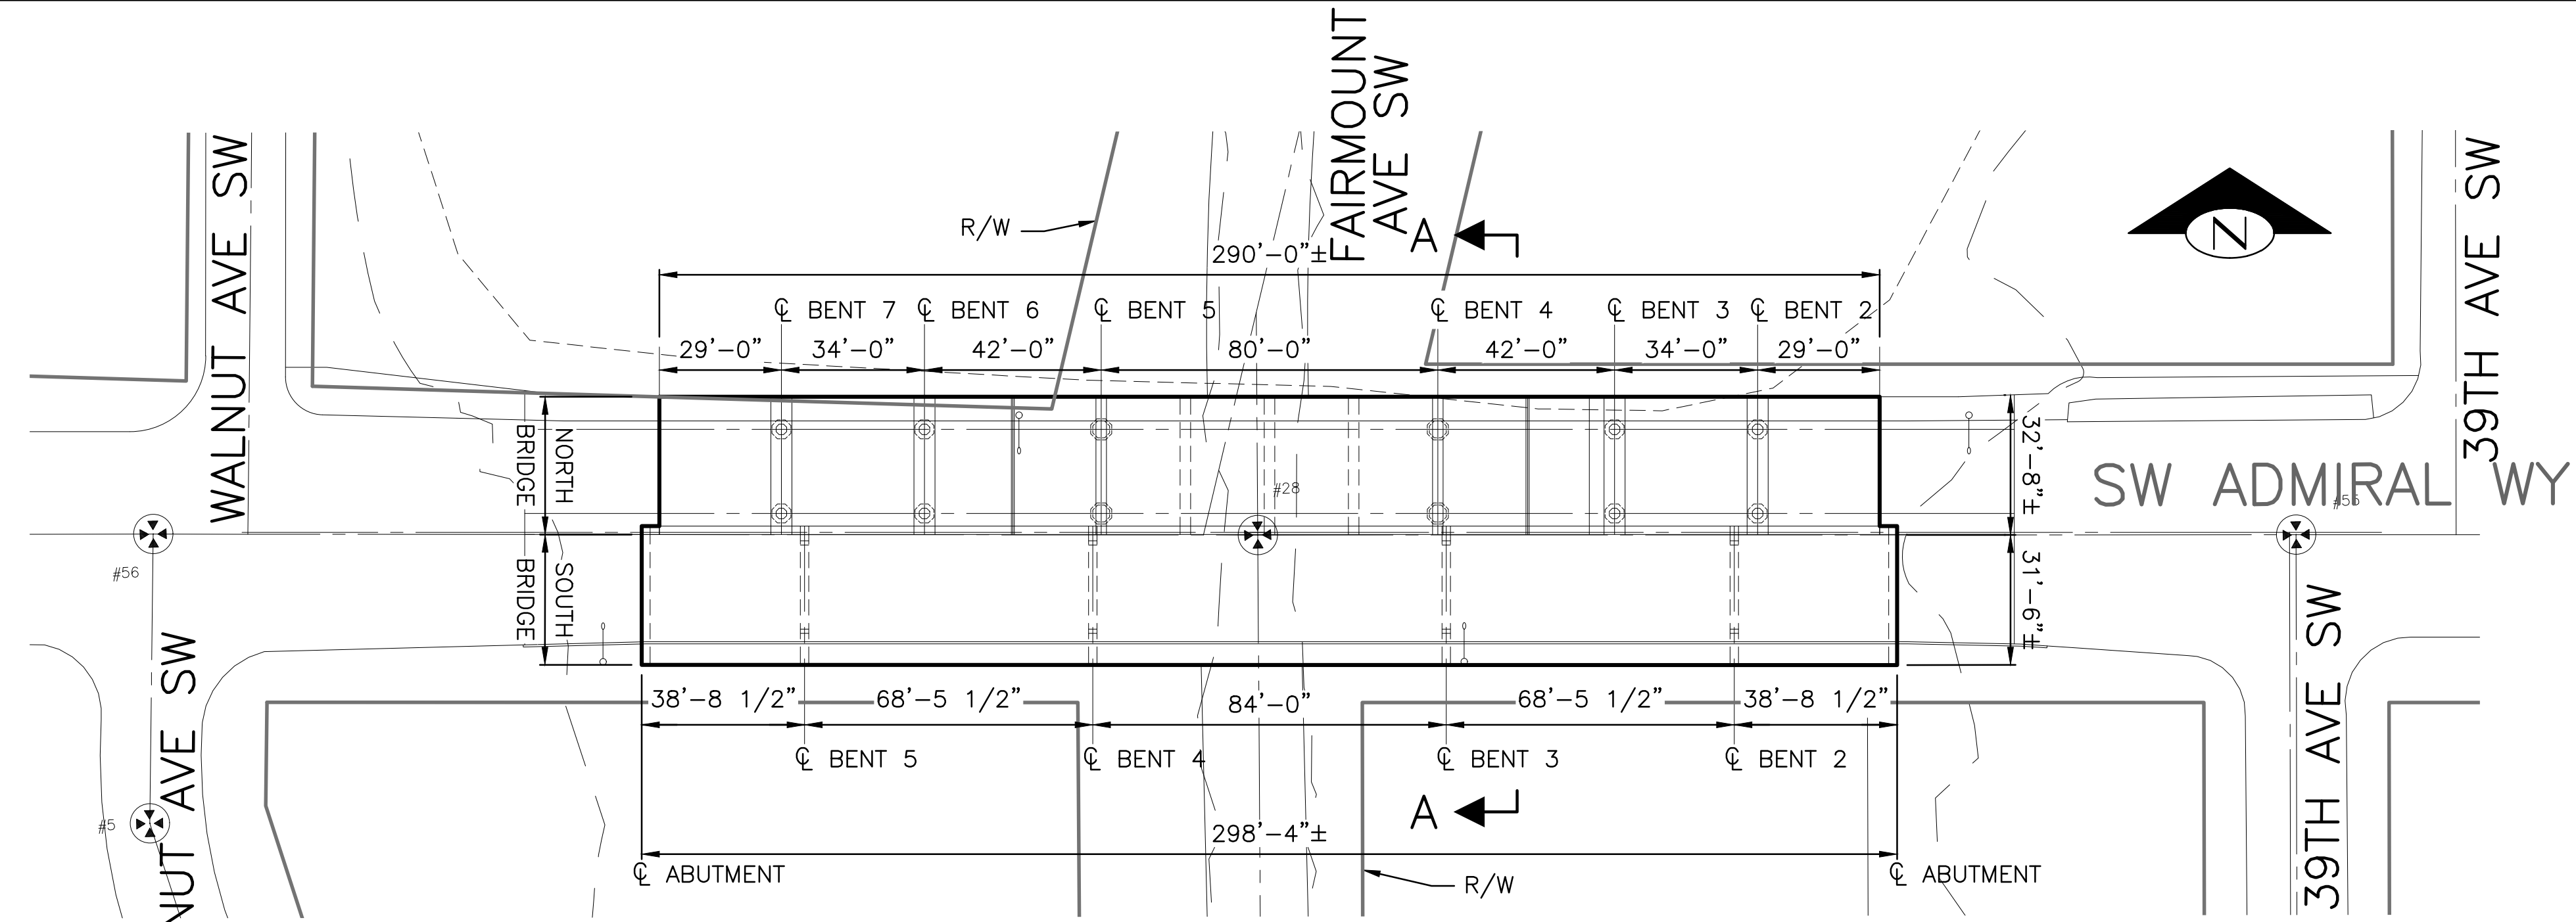 FAIRMOUNT
AVE SW
WALNUT AVE SW
39TH AVE SW
R/W
A
N
290'-0"±
℄ BENT 7
℄ BENT 6
℄ BENT 5
℄ BENT 4
℄ BENT 3
℄ BENT 2
29'-0"
34'-0"
42'-0"
80'-0"
42'-0"
34'-0"
29'-0"
NORTH
BRIDGE
32'-8"±
SW ADMIRAL WY
#28
#55
#56
SOUTH
BRIDGE
31'-6"±
38'-8 1/2"
68'-5 1/2"
84'-0"
68'-5 1/2"
38'-8 1/2"
℄ BENT 5
℄ BENT 4
℄ BENT 3
℄ BENT 2
#5
NUT AVE SW
39TH AVE SW
A
298'-4"±
℄ ABUTMENT
R/W
℄ ABUTMENT